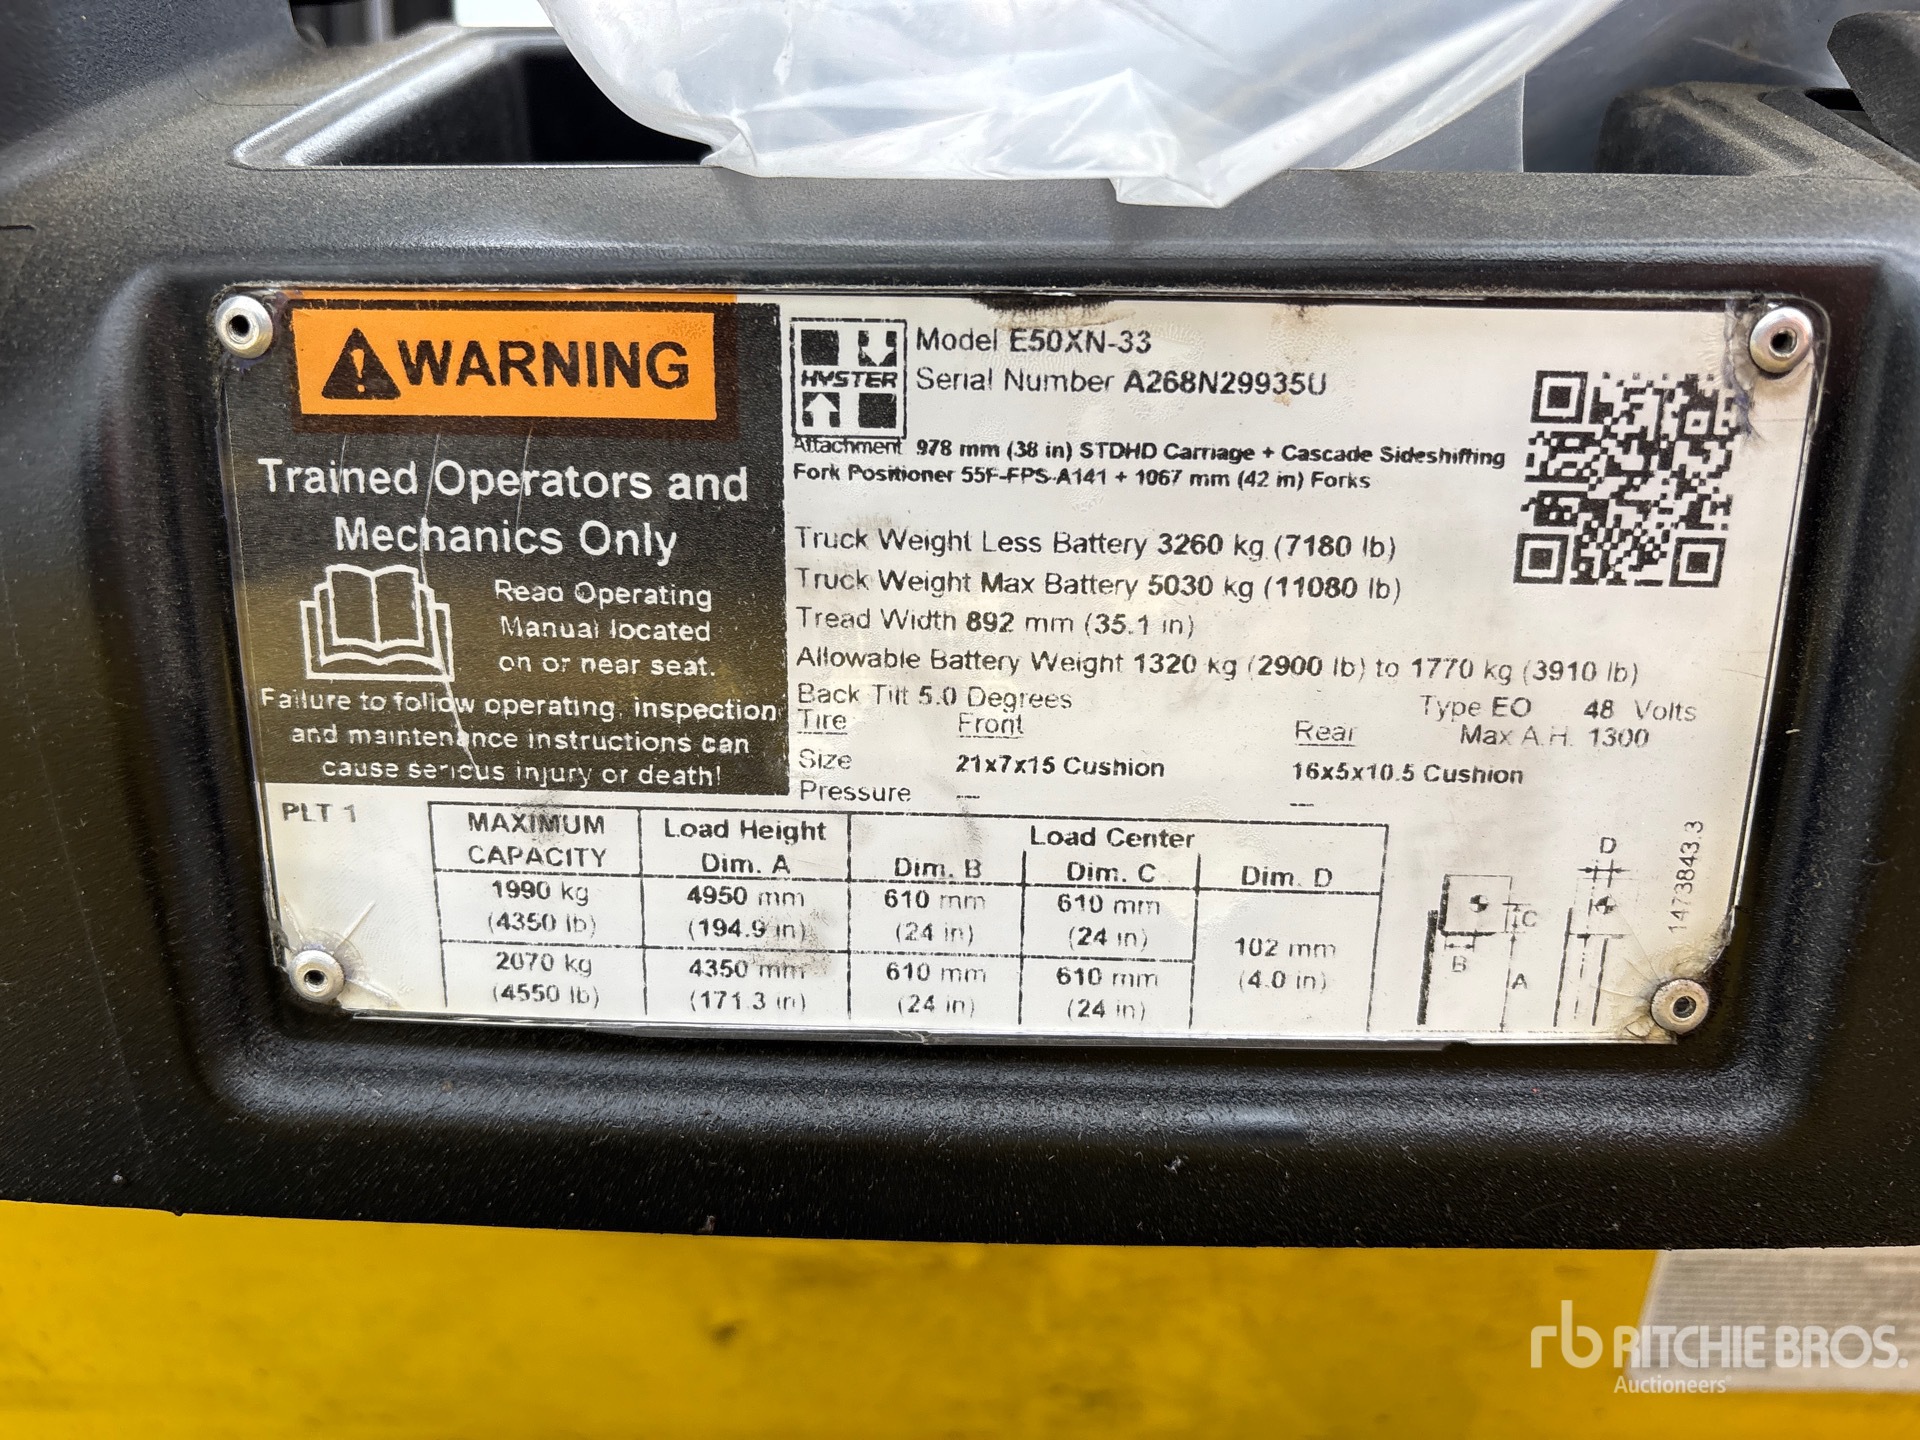 WARNING
Trained Operators and
Mechanics Only
Read Operating
Manual located
on or near seat.
Failure to follow operating, inspection
and maintenance instructions can
cause serious injury or death!
HYSTER
Model E50XN-33
Serial Number A268N29935U
Attachment 978 mm (38 in) STDHD Carriage + Cascade Sideshifting
Fork Positioner 55F-FPS-A141 + 1067 mm (42 in) Forks
Truck Weight Less Battery 3260 kg (7180 lb)
Truck Weight Max Battery 5030 kg (11080 lb)
Tread Width 892 mm (35.1 in)
Allowable Battery Weight 1320 kg (2900 lb) to 1770 kg (3910 lb)
Back Tilt 5.0 Degrees Type EO 48 Volts
Tire Front Rear Max A.H. 1300
Size 21x7x15 Cushion 16x5x10.5 Cushion
Pressure — —
PLT 1
MAXIMUM CAPACITY Load Height Dim. A Load Center Dim. B Dim. C Dim. D
1990 kg 4950 mm 610 mm 610 mm
(4350 lb) (194.9 in) (24 in) (24 in)
102 mm
(4.0 in)
2070 kg 4350 mm 610 mm 610 mm
(4550 lb) (171.3 in) (24 in) (24 in)
D
C
B
A
14738843.3
rb RITCHIE BROS.
Auctioneers